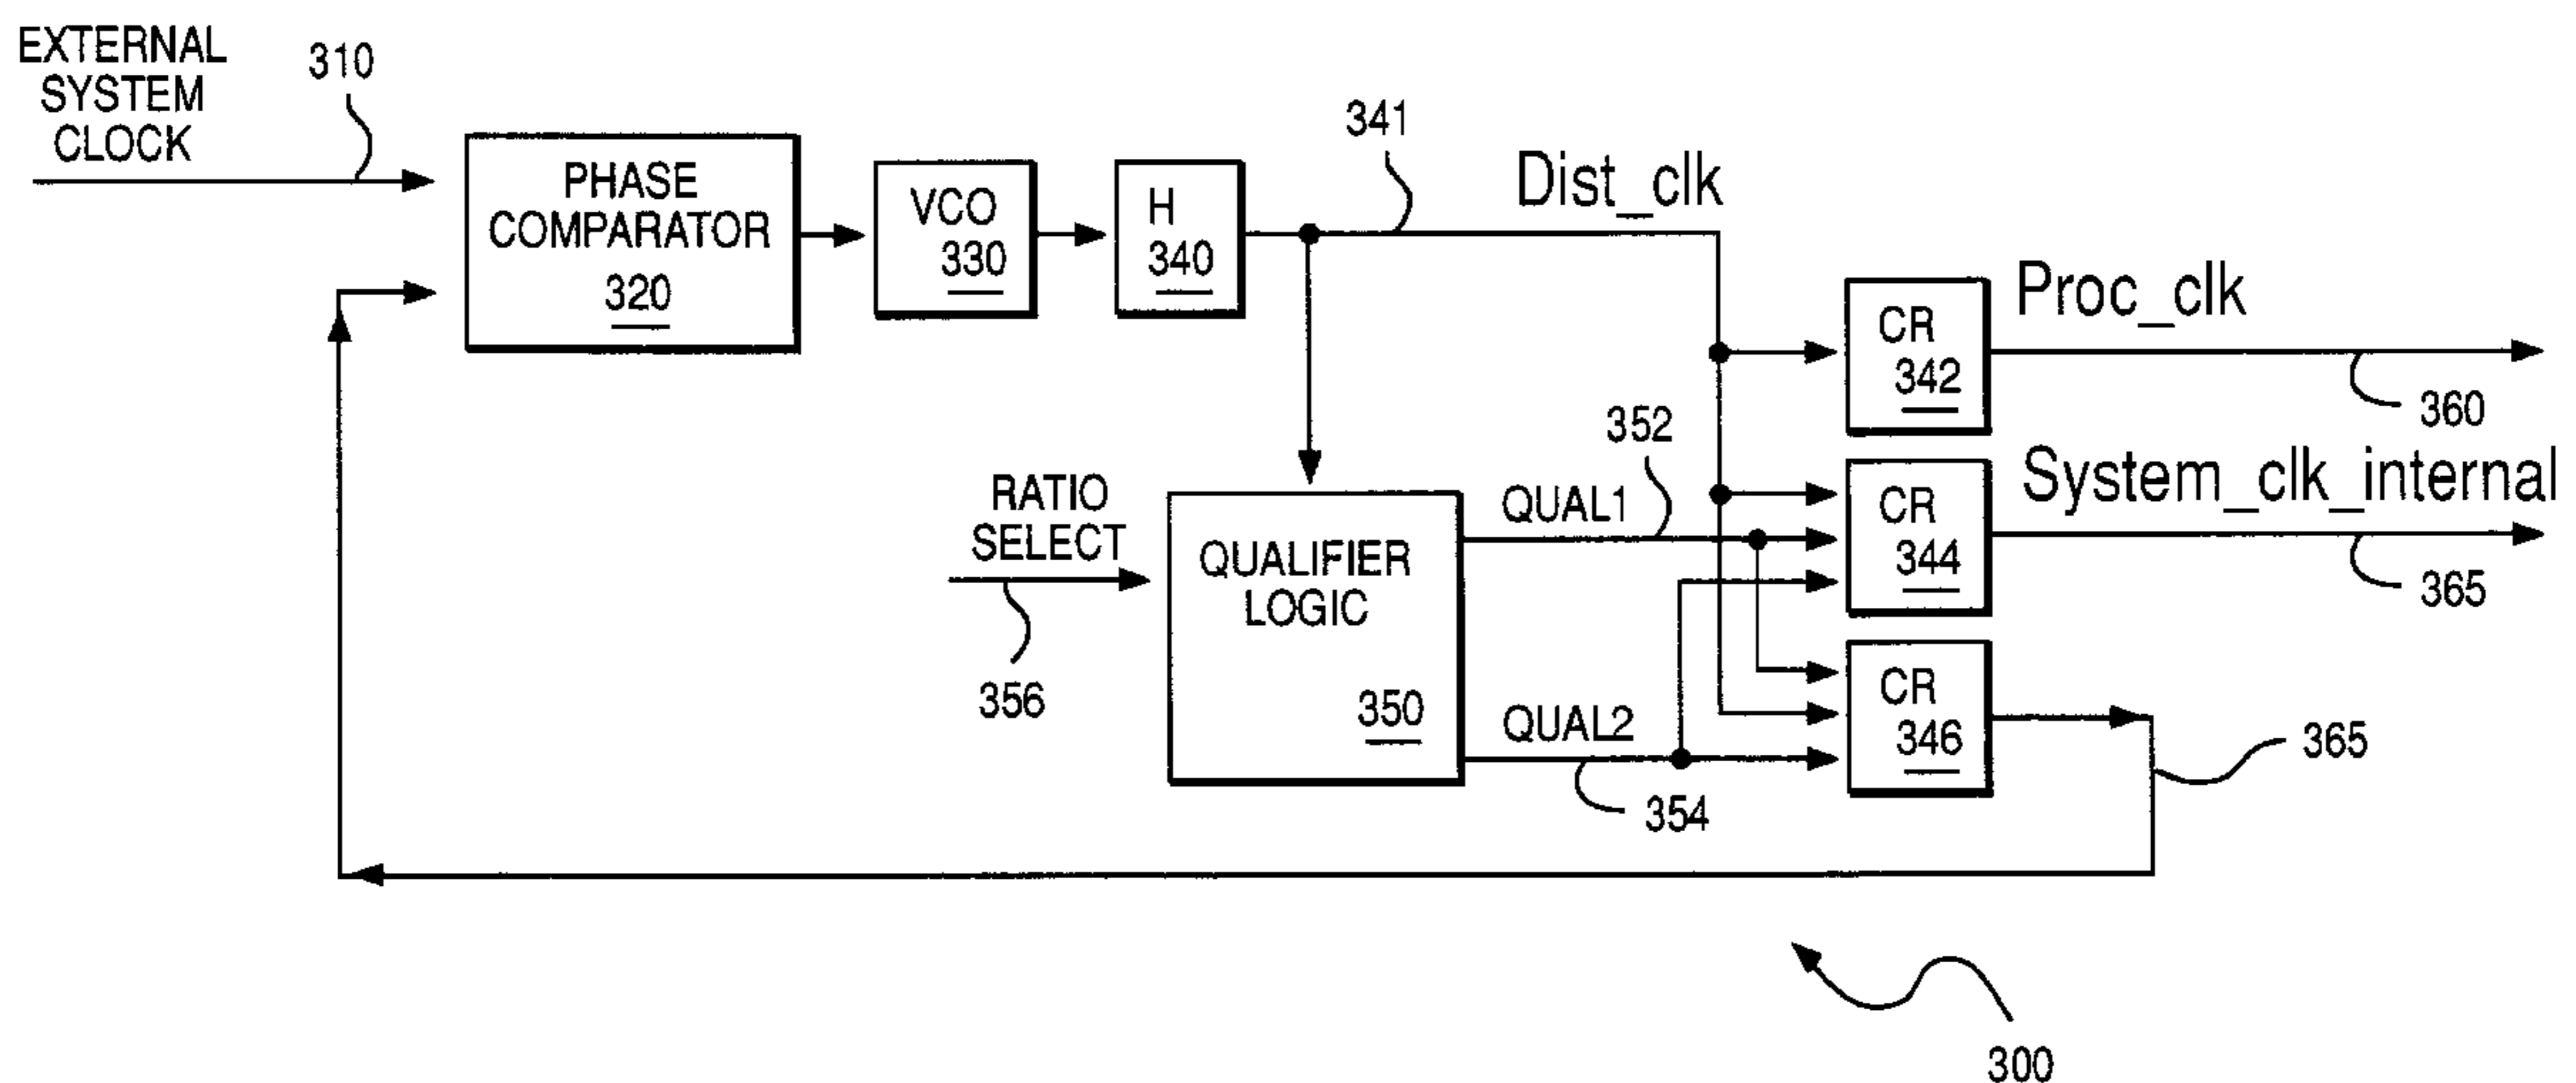 EXTERNAL
SYSTEM
CLOCK
310
PHASE
COMPARATOR
320
VCO
330
H
340
341
Dist_clk
CR
342
Proc_clk
360
RATIO
SELECT
356
QUALIFIER
LOGIC
350
QUAL1
352
QUAL2
354
CR
344
System_clk_internal
365
CR
346
365
300